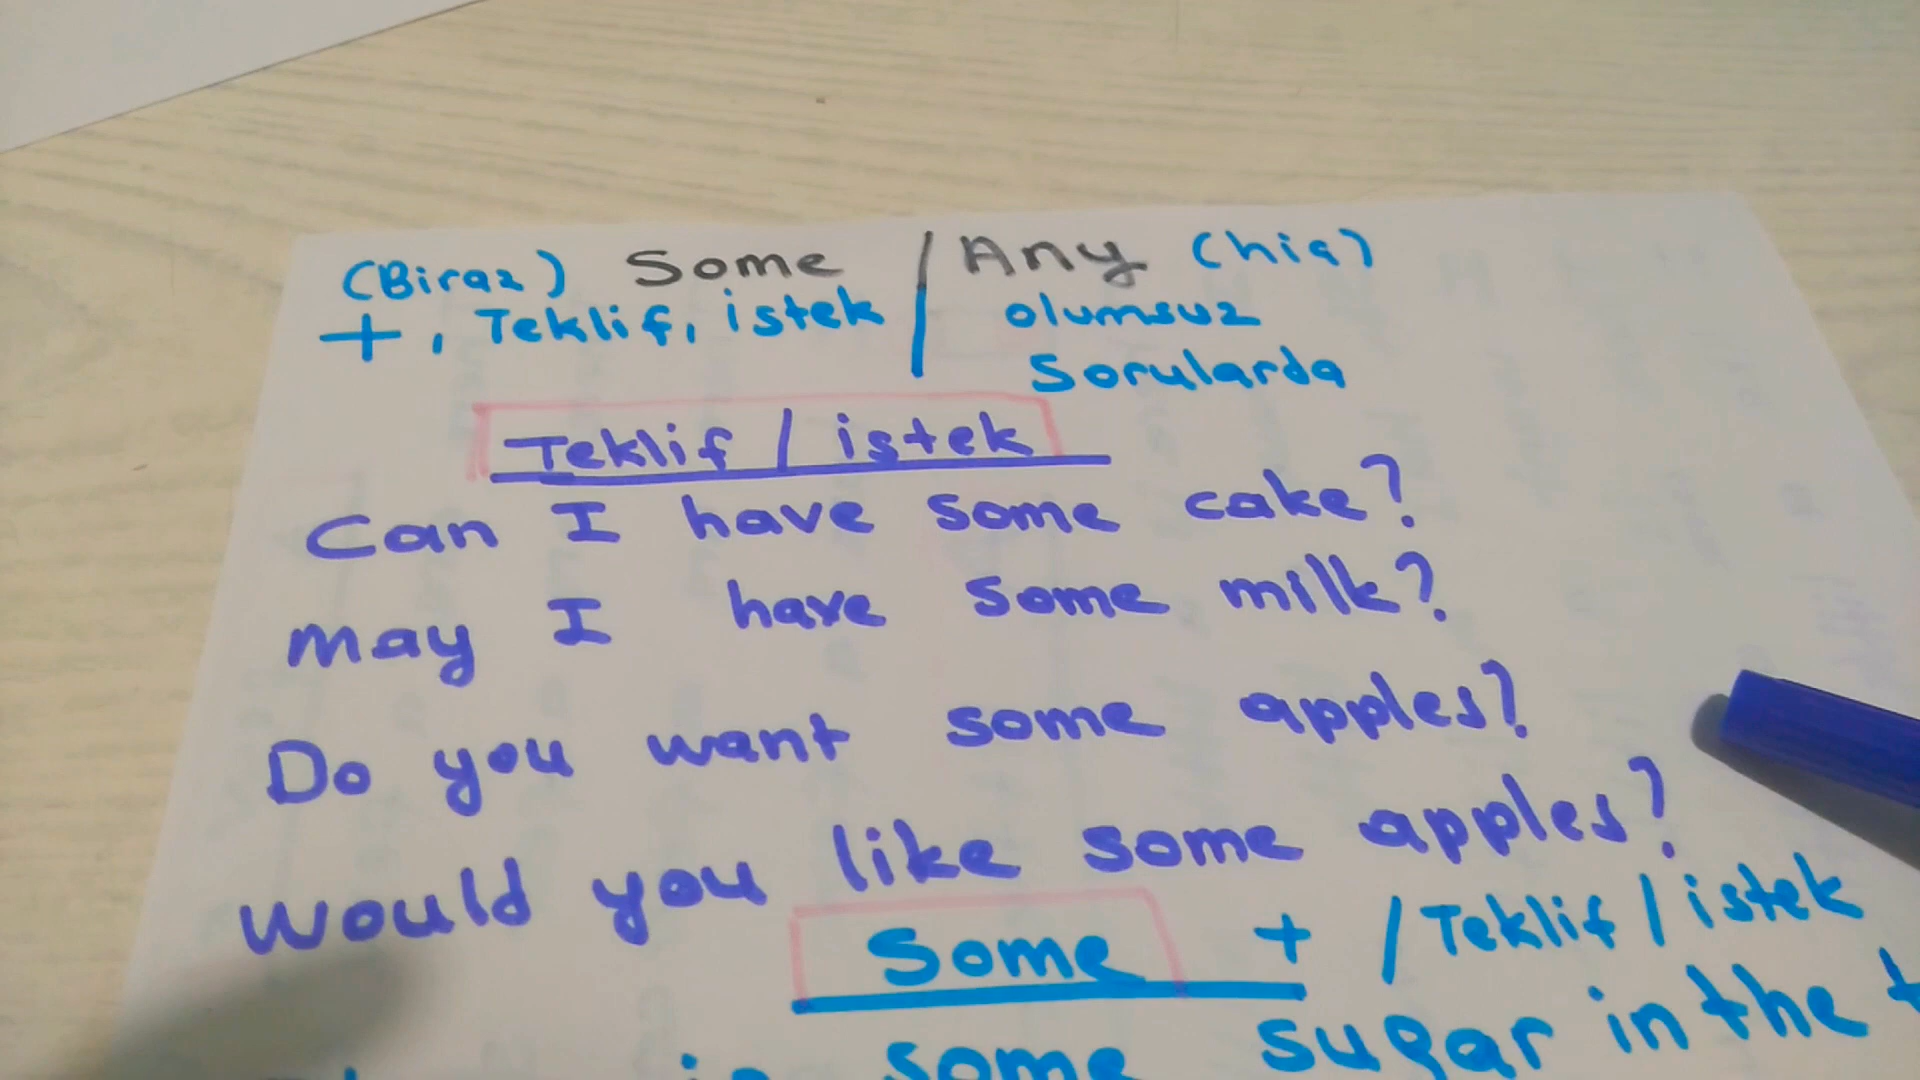 (Biraz) Some / Any (hiç)
+, Teklif, istek / olumsuz
Sorularda
Teklif / istek
Can I have some cake?
may I have some milk?
Do you want some apples?
Would you like some apples?
Some + / Teklif / istek
is some sugar in the